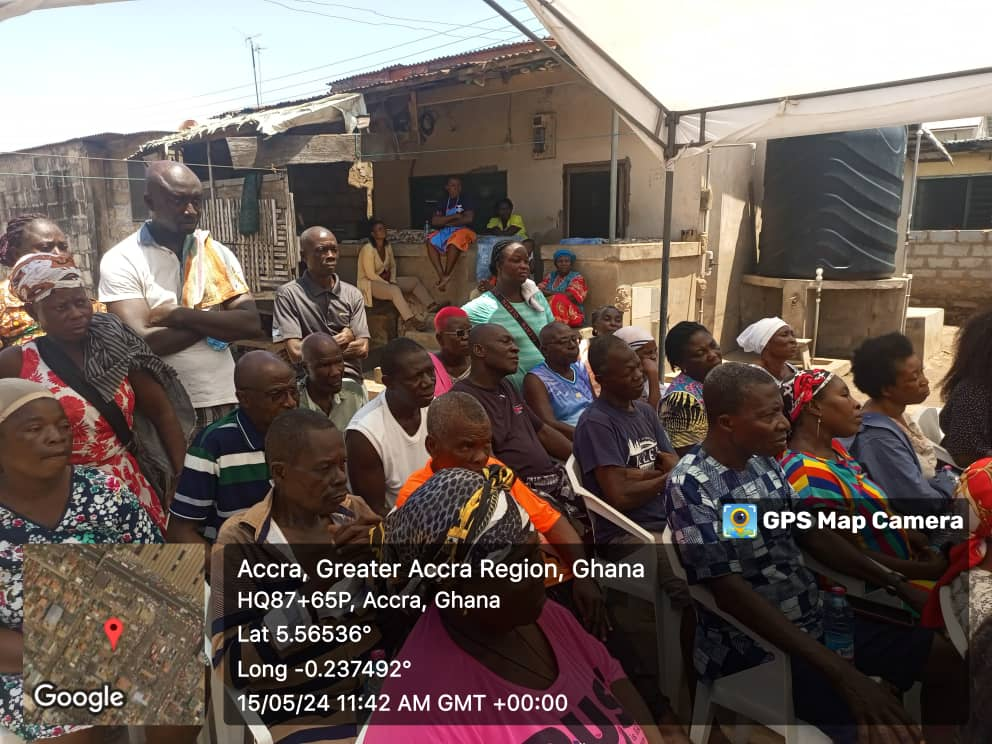 GPS Map Camera
Accra, Greater Accra Region, Ghana
HQ87+65P, Accra, Ghana
Lat 5.56536°
Long -0.237492°
15/05/24 11:42 AM GMT +00:00
Google